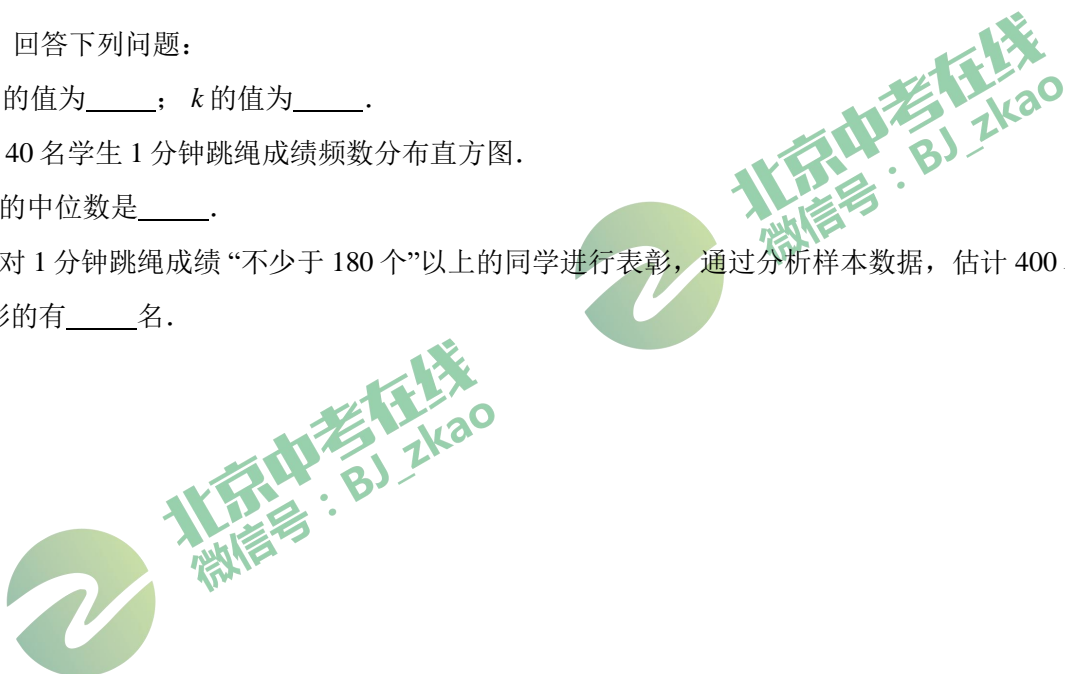 回答下列问题：
的值为_____； k 的值为_____．
40 名学生 1 分钟跳绳成绩频数分布直方图．
的中位数是_____．
对 1 分钟跳绳成绩 “不少于 180 个”以上的同学进行表彰，通过分析样本数据，估计 400
的有_____名．
北京中考在线
微信号：BJ_zkao
北京中考在线
微信号：BJ_zkao